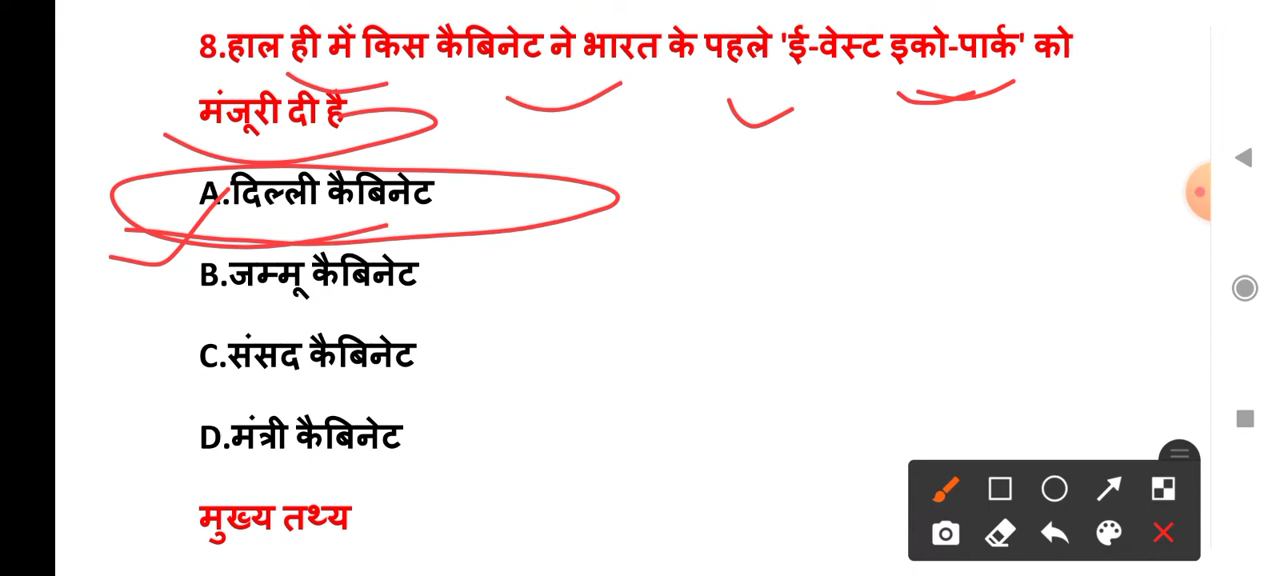 8.हाल ही में किस कैबिनेट ने भारत के पहले 'ई-वेस्ट इको-पार्क' को
मंजूरी दी है
A.दिल्ली कैबिनेट
B.जम्मू कैबिनेट
C.संसद कैबिनेट
D.मंत्री कैबिनेट
मुख्य तथ्य